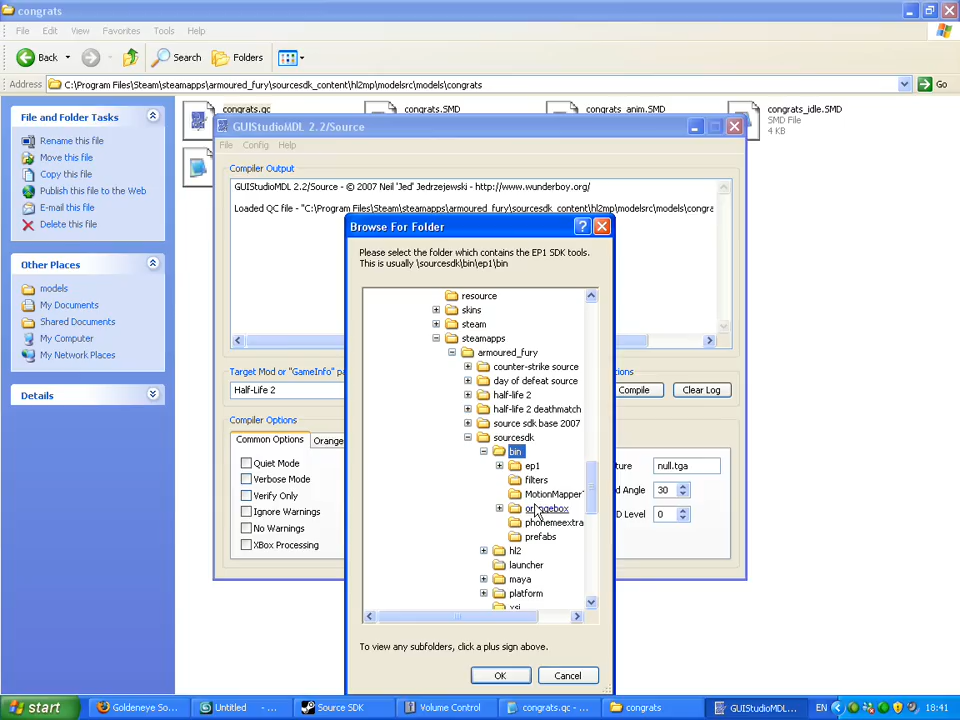 congrats
File Edit View Favorites Tools Help
Back Search Folders
Address C:\Program Files\Steam\steamapps\armoured_fury\sourcesdk_content\hl2mp\modelsrc\models\congrats Go
File and Folder Tasks
Rename this file
Move this file
Copy this file
Publish this file to the Web
E-mail this file
Delete this file
Other Places
models
My Documents
Shared Documents
My Computer
My Network Places
Details
congrats.qc
congrats.SMD
congrats_anim.SMD
congrats_idle.SMD
SMD File
4 KB
GUIStudioMDL 2.2/Source
File Config Help
Compiler Output
GUIStudioMDL 2.2/Source - © 2007 Neil 'Jed' Jedrzejewski - http://www.wunderboy.org/
Loaded QC file - "C:\Program Files\Steam\steamapps\armoured_fury\sourcesdk_content\hl2mp\modelsrc\models\congra
Target Mod or "GameInfo" pa
Half-Life 2
Compile Clear Log
Compiler Options
Common Options Orange
Quiet Mode
Verbose Mode
Verify Only
Ignore Warnings
No Warnings
XBox Processing
null.tga
30
0
Browse For Folder
Please select the folder which contains the EP1 SDK tools.
This is usually \sourcesdk\bin\ep1\bin
resource
skins
steam
steamapps
armoured_fury
counter-strike source
day of defeat source
half-life 2
half-life 2 deathmatch
source sdk base 2007
sourcesdk
bin
ep1
filters
MotionMapper
orangebox
phonemeextra
prefabs
hl2
launcher
maya
platform
xsi
To view any subfolders, click a plus sign above.
OK Cancel
start Goldeneye So... Untitled - ... Source SDK Volume Control congrats.qc - ... congrats GUIStudioMDL ... 18:41